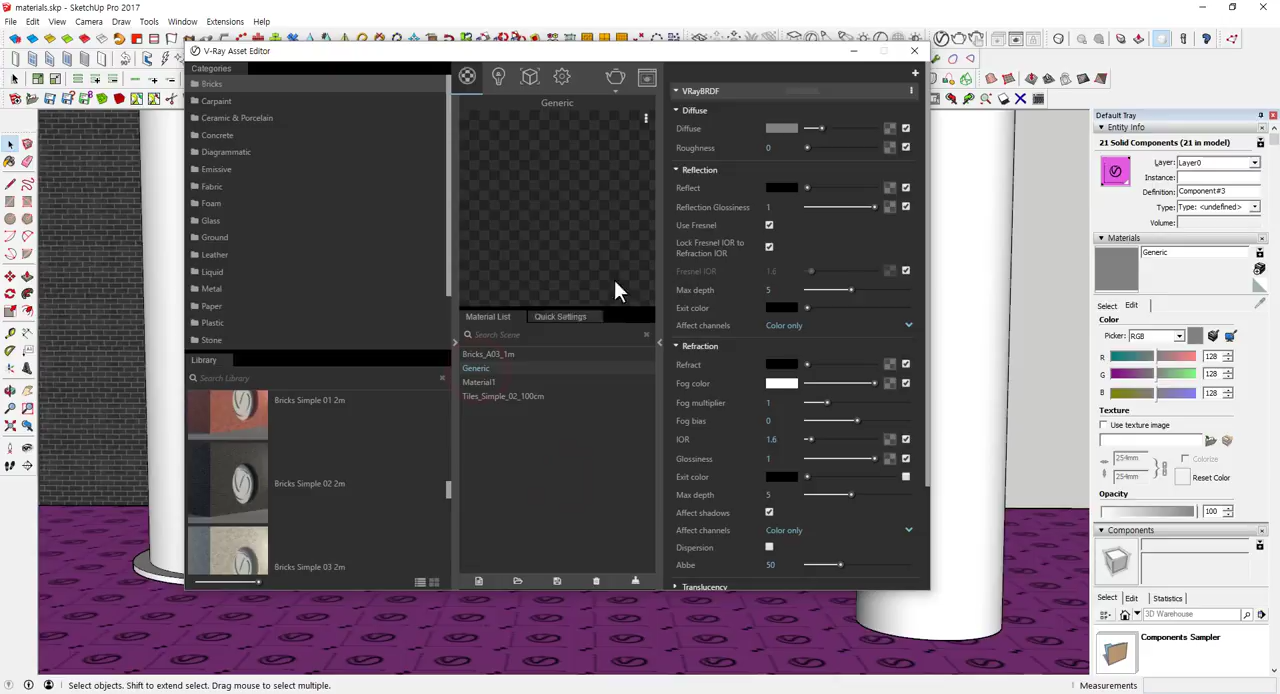 materials.skp - SketchUp Pro 2017
File Edit View Camera Draw Tools Window Extensions Help
V-Ray Asset Editor
Categories
Bricks
Carpaint
Ceramic & Porcelain
Concrete
Diagrammatic
Emissive
Fabric
Foam
Glass
Ground
Leather
Liquid
Metal
Paper
Plastic
Stone
Library
Search Library
Bricks Simple 01 2m
Bricks Simple 02 2m
Bricks Simple 03 2m
Generic
Material List Quick Settings
Search Scene
Bricks_A03_1m
Generic
Material1
Tiles_Simple_02_100cm
VRayBRDF
Diffuse
Diffuse
Roughness 0
Reflection
Reflect
Reflection Glossiness 1
Use Fresnel
Lock Fresnel IOR to
Refraction IOR
Fresnel IOR 1.6
Max depth 5
Exit color
Affect channels Color only
Refraction
Refract
Fog color
Fog multiplier 1
Fog bias 0
IOR 1.6
Glossiness 1
Exit color
Max depth 5
Affect shadows
Affect channels Color only
Dispersion
Abbe 50
Translucency
Default Tray
Entity Info
21 Solid Components (21 in model)
Layer: Layer0
Instance:
Definition: Component#3
Type: Type: <undefined>
Volume:
Materials
Generic
Select Edit
Color
Picker: RGB
R 128
G 128
B 128
Texture
Use texture image
254mm Colorize
254mm Reset Color
Opacity
100
Components
Select Edit Statistics
3D Warehouse
Components Sampler
Select objects. Shift to extend select. Drag mouse to select multiple.
Measurements